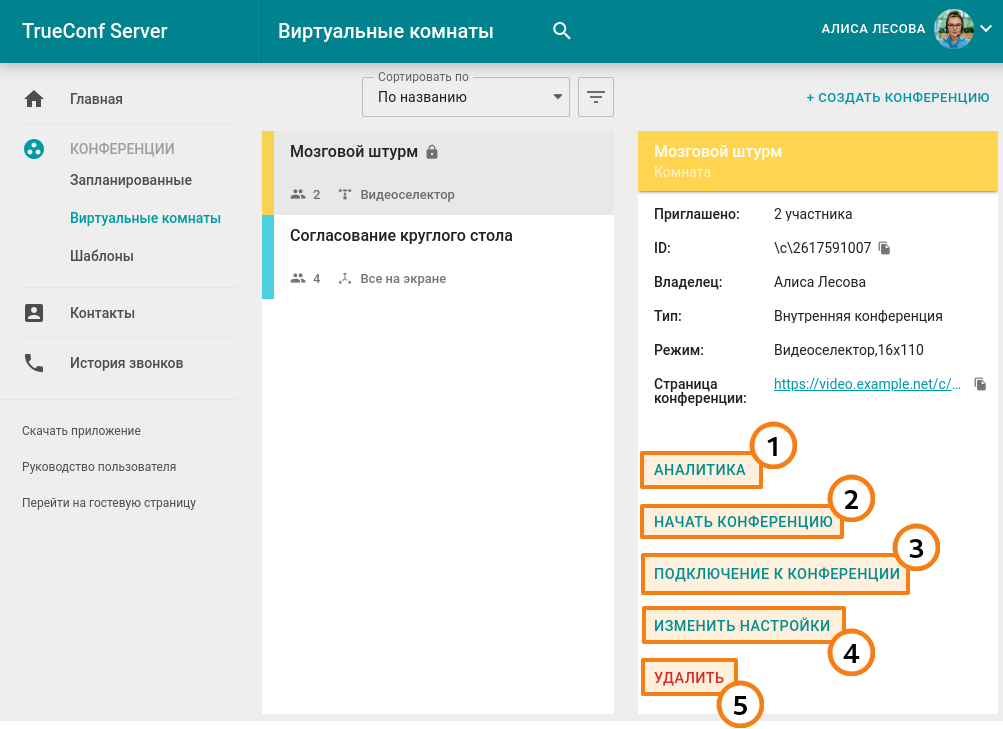 TrueConf Server
Виртуальные комнаты
АЛИСА ЛЕСОВА
Главная
КОНФЕРЕНЦИИ
Запланированные
Виртуальные комнаты
Шаблоны
Контакты
История звонков
Скачать приложение
Руководство пользователя
Перейти на гостевую страницу
Сортировать по
По названию
+ СОЗДАТЬ КОНФЕРЕНЦИЮ
Мозговой штурм
2 Видеоселектор
Согласование круглого стола
4 Все на экране
Мозговой штурм
Комната
Приглашено: 2 участника
ID: \c\2617591007
Владелец: Алиса Лесова
Тип: Внутренняя конференция
Режим: Видеоселектор,16x110
Страница конференции: https://video.example.net/c/...
АНАЛИТИКА 1
НАЧАТЬ КОНФЕРЕНЦИЮ 2
ПОДКЛЮЧЕНИЕ К КОНФЕРЕНЦИИ 3
ИЗМЕНИТЬ НАСТРОЙКИ 4
УДАЛИТЬ 5